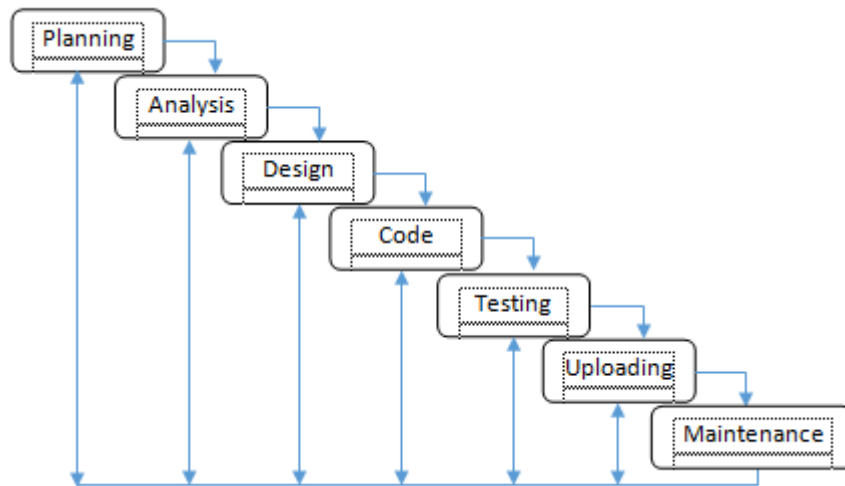 Planning
Analysis
Design
Code
Testing
Uploading
Maintenance